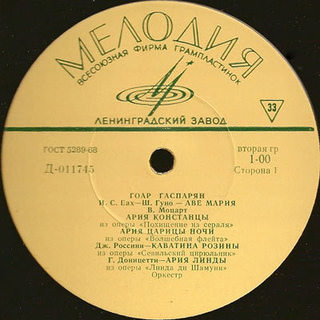 МЕЛОДИЯ
ВСЕСОЮЗНАЯ ФИРМА ГРАМПЛАСТИНОК
33
ЛЕНИНГРАДСКИЙ ЗАВОД
ГОСТ 5289-68
вторая гр
Д-011745
1-00
Сторона 1
ГОАР ГАСПАРЯН
И. С. Бах—Ш. Гуно — АВЕ МАРИЯ
В. Моцарт
АРИЯ КОНСТАНЦЫ
из оперы «Похищение из сераля»
АРИЯ ЦАРИЦЫ НОЧИ
из оперы «Волшебная флейта»
Дж. Россини—КАВАТИНА РОЗИНЫ
из оперы «Севильский цирюльник»
Г. Доницетти—АРИЯ ЛИНДЫ
из оперы «Линда ди Шамуни»
Оркестр